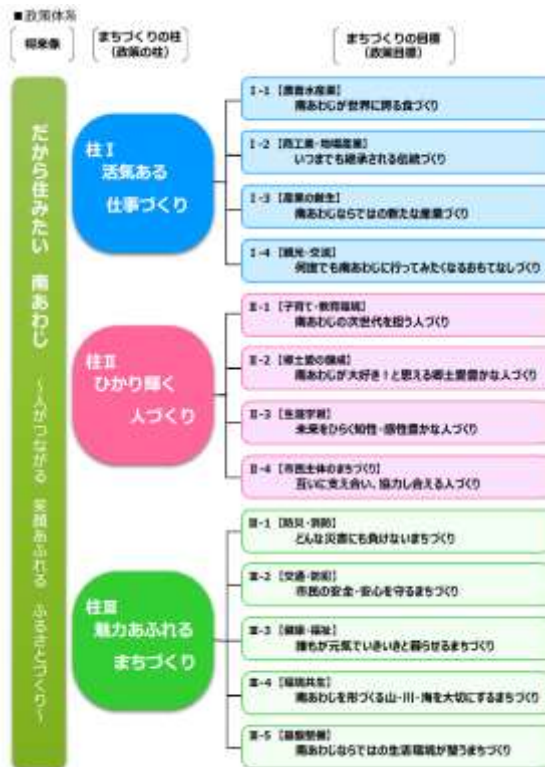 ■政策体系
将来像
まちづくりの柱
(政策の柱)
まちづくりの目標
(政策目標)
だから住みたい 南あわじ ~人がつながる 笑顔あふれる ふるさとづくり~
柱Ⅰ
活気ある
仕事づくり
Ⅰ-1【農畜水産業】
南あわじが世界に誇る食づくり
Ⅰ-2【商工業・地場産業】
いつまでも継承される伝統づくり
Ⅰ-3【産業の創生】
南あわじならではの新たな産業づくり
Ⅰ-4【観光・交流】
何度でも南あわじに行ってみたくなるおもてなしづくり
柱Ⅱ
ひかり輝く
人づくり
Ⅱ-1【子育て・教育環境】
南あわじの次世代を担う人づくり
Ⅱ-2【郷土愛の醸成】
南あわじが大好き!と思える郷土愛豊かな人づくり
Ⅱ-3【生涯学習】
未来をひらく知性・感性豊かな人づくり
Ⅱ-4【市民主体のまちづくり】
互いに支え合い、協力し合える人づくり
柱Ⅲ
魅力あふれる
まちづくり
Ⅲ-1【防災・消防】
どんな災害にも負けないまちづくり
Ⅲ-2【交通・防犯】
市民の安全・安心を守るまちづくり
Ⅲ-3【健康・福祉】
誰もが元気でいきいきと暮らせるまちづくり
Ⅲ-4【環境共生】
南あわじを形づくる山・川・海を大切にするまちづくり
Ⅲ-5【基盤整備】
南あわじならではの生活環境が整うまちづくり